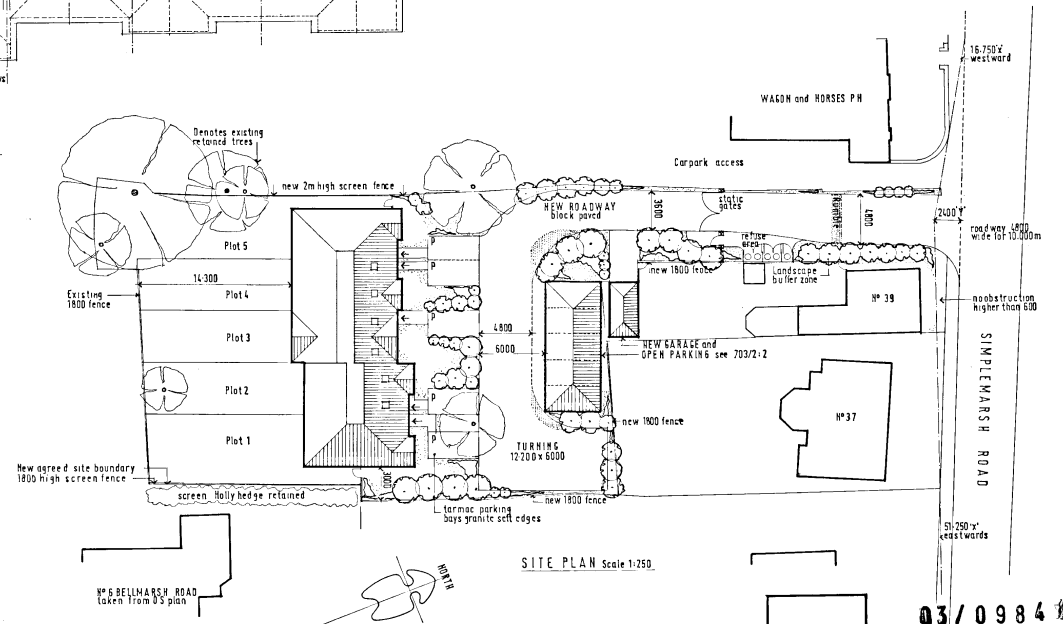 16·750'x'
westward
WAGON and HORSES PH
Denotes existing
retained trees
Carpark access
new 2m high screen fence
NEW ROADWAY
block paved
3600
static
gates
Rumble
4807
2400'Y'
roadway 4800
wide for 10.000m
Plot 5
refuse
area
new 1800 fence
Landscape
buffer zone
14·300
Existing
1800 fence
Plot 4
Nº 39
no obstruction
higher than 600
4800
Plot 3
6000
NEW GARAGE and
OPEN PARKING see 703/2:2
SIMPLEMARSH ROAD
Plot 2
Nº 37
P
P
P
P
P
new 1800 fence
Plot 1
TURNING
12·200 x 6000
New agreed site boundary
1800 high screen fence
3000
screen Holly hedge retained
new 1800 fence
tarmac parking
bays granite sett edges
51·250 'x'
eastwards
SITE PLAN Scale 1:250
NORTH
Nº 6 BELLMARSH ROAD
taken from OS plan
03/0984